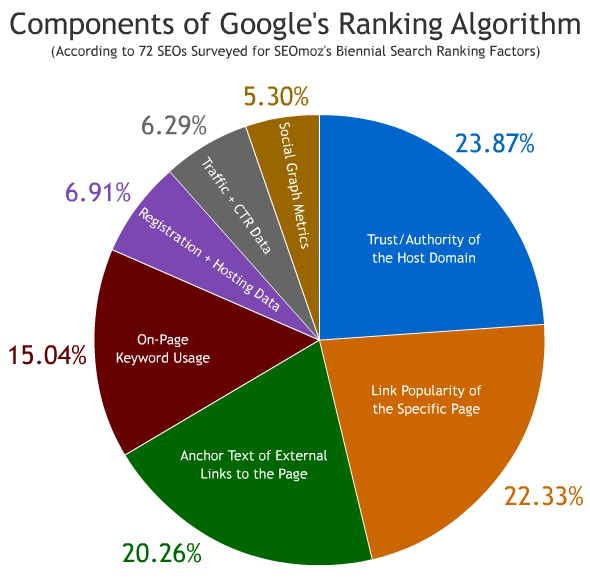 Components of Google's Ranking Algorithm
(According to 72 SEOs Surveyed for SEOmoz's Biennial Search Ranking Factors)
5.30%
6.29%
23.87%
6.91%
Social Graph Metrics
Traffic + CTR Data
Registration + Hosting Data
Trust/Authority of
the Host Domain
15.04%
On-Page
Keyword Usage
Link Popularity of
the Specific Page
Anchor Text of External
Links to the Page
22.33%
20.26%